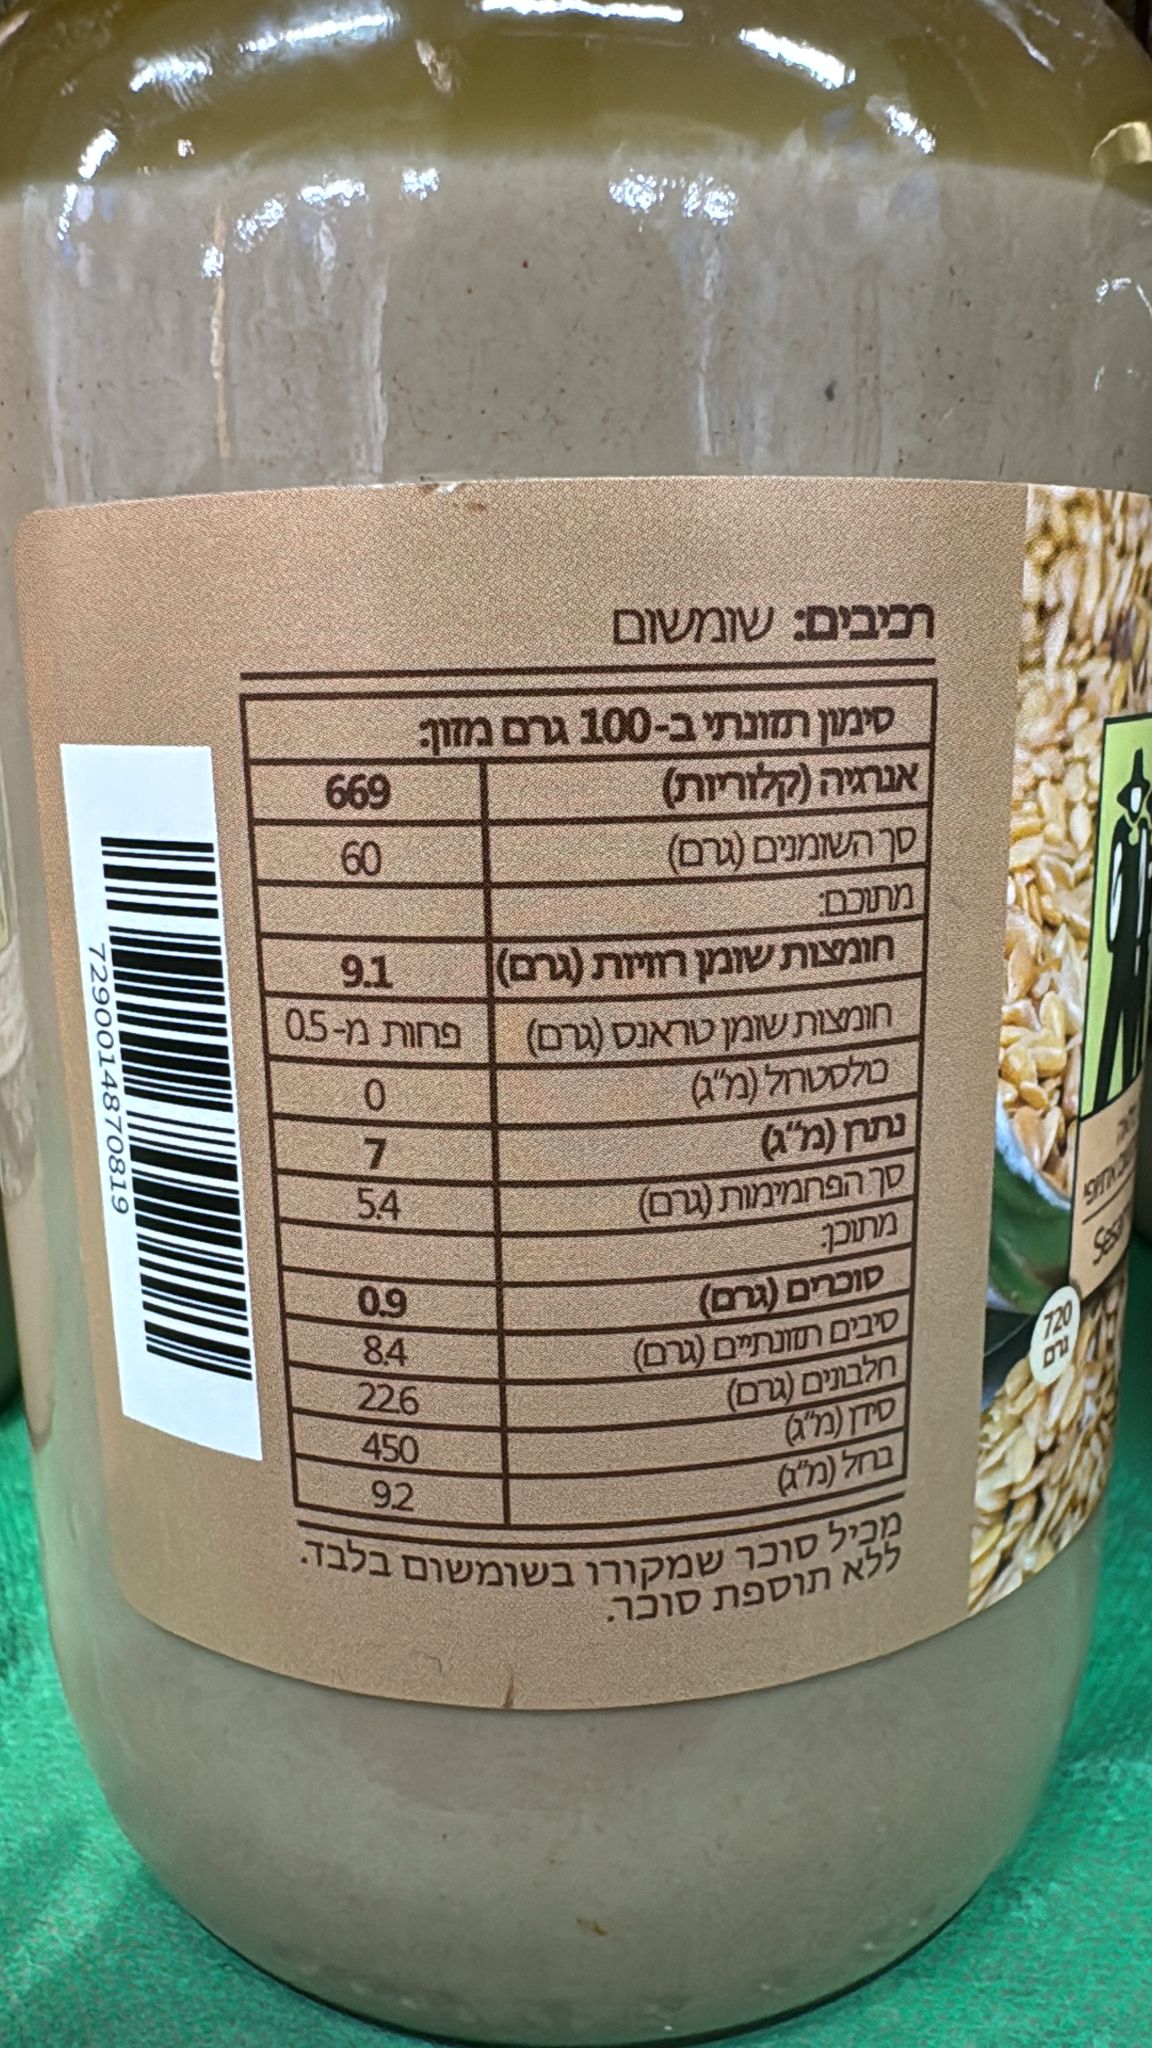 רכיבים: שומשום
סימון תזונתי ב-100 גרם מזון:
אנרגיה (קלוריות) 669
סך השומנים (גרם) 60
מתוכם:
חומצות שומן רוויות (גרם) 9.1
חומצות שומן טראנס (גרם) פחות מ-0.5
כולסטרול (מ"ג) 0
נתרן (מ"ג) 7
סך הפחמימות (גרם) 5.4
מתוכן:
סוכרים (גרם) 0.9
סיבים תזונתיים (גרם) 8.4
חלבונים (גרם) 22.6
סידן (מ"ג) 450
ברזל (מ"ג) 9.2
מכיל סוכר שמקורו בשומשום בלבד.
ללא תוספת סוכר.
7290014870819
720
גרם